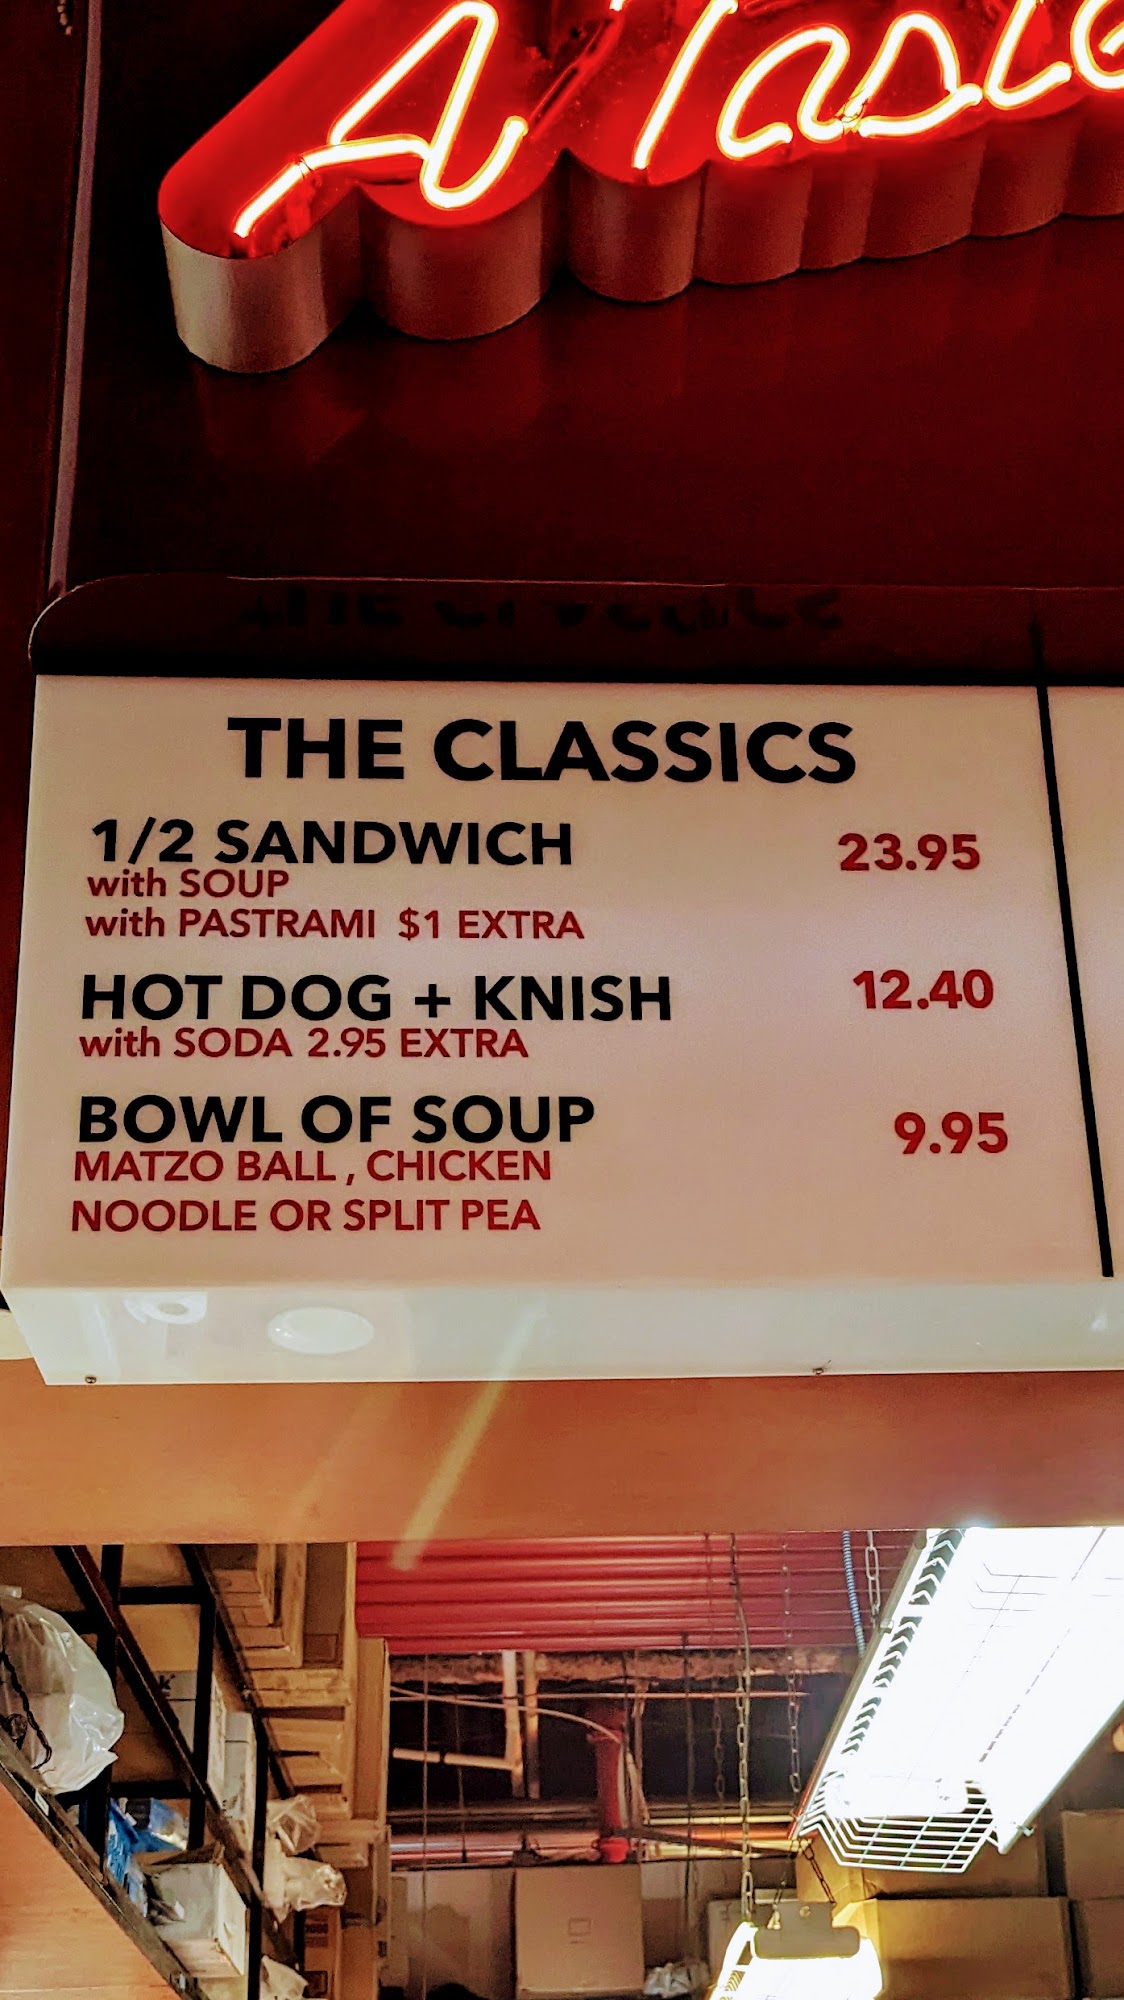 A Taste
THE CLASSICS
1/2 SANDWICH 23.95
with SOUP
with PASTRAMI $1 EXTRA
HOT DOG + KNISH 12.40
with SODA 2.95 EXTRA
BOWL OF SOUP 9.95
MATZO BALL , CHICKEN
NOODLE OR SPLIT PEA